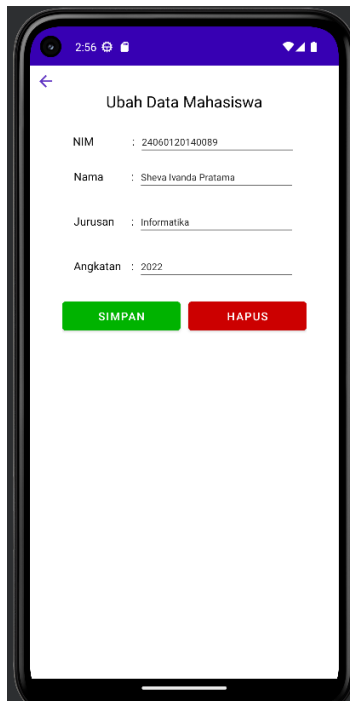 2:56
Ubah Data Mahasiswa
NIM : 24060120140089
Nama : Sheva Ivanda Pratama
Jurusan : Informatika
Angkatan : 2022
SIMPAN HAPUS